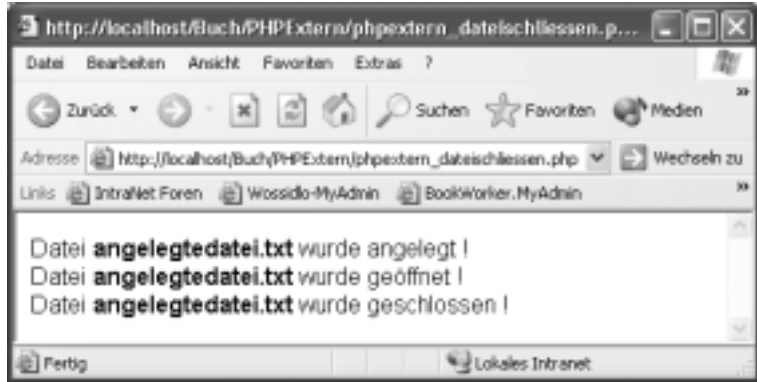 http://localhost/Buch/PHPExtern/phpextern_dateischliessen.p...
Datei Bearbeiten Ansicht Favoriten Extras ?
Zurück Suchen Favoriten Medien »
Adresse http://localhost/Buch/PHPExtern/phpextern_dateischliessen.php Wechseln zu
Links IntraNet Foren Wossidlo-MyAdmin BookWorker.MyAdmin »
Datei angelegtedatei.txt wurde angelegt !
Datei angelegtedatei.txt wurde geöffnet !
Datei angelegtedatei.txt wurde geschlossen !
Fertig Lokales Intranet